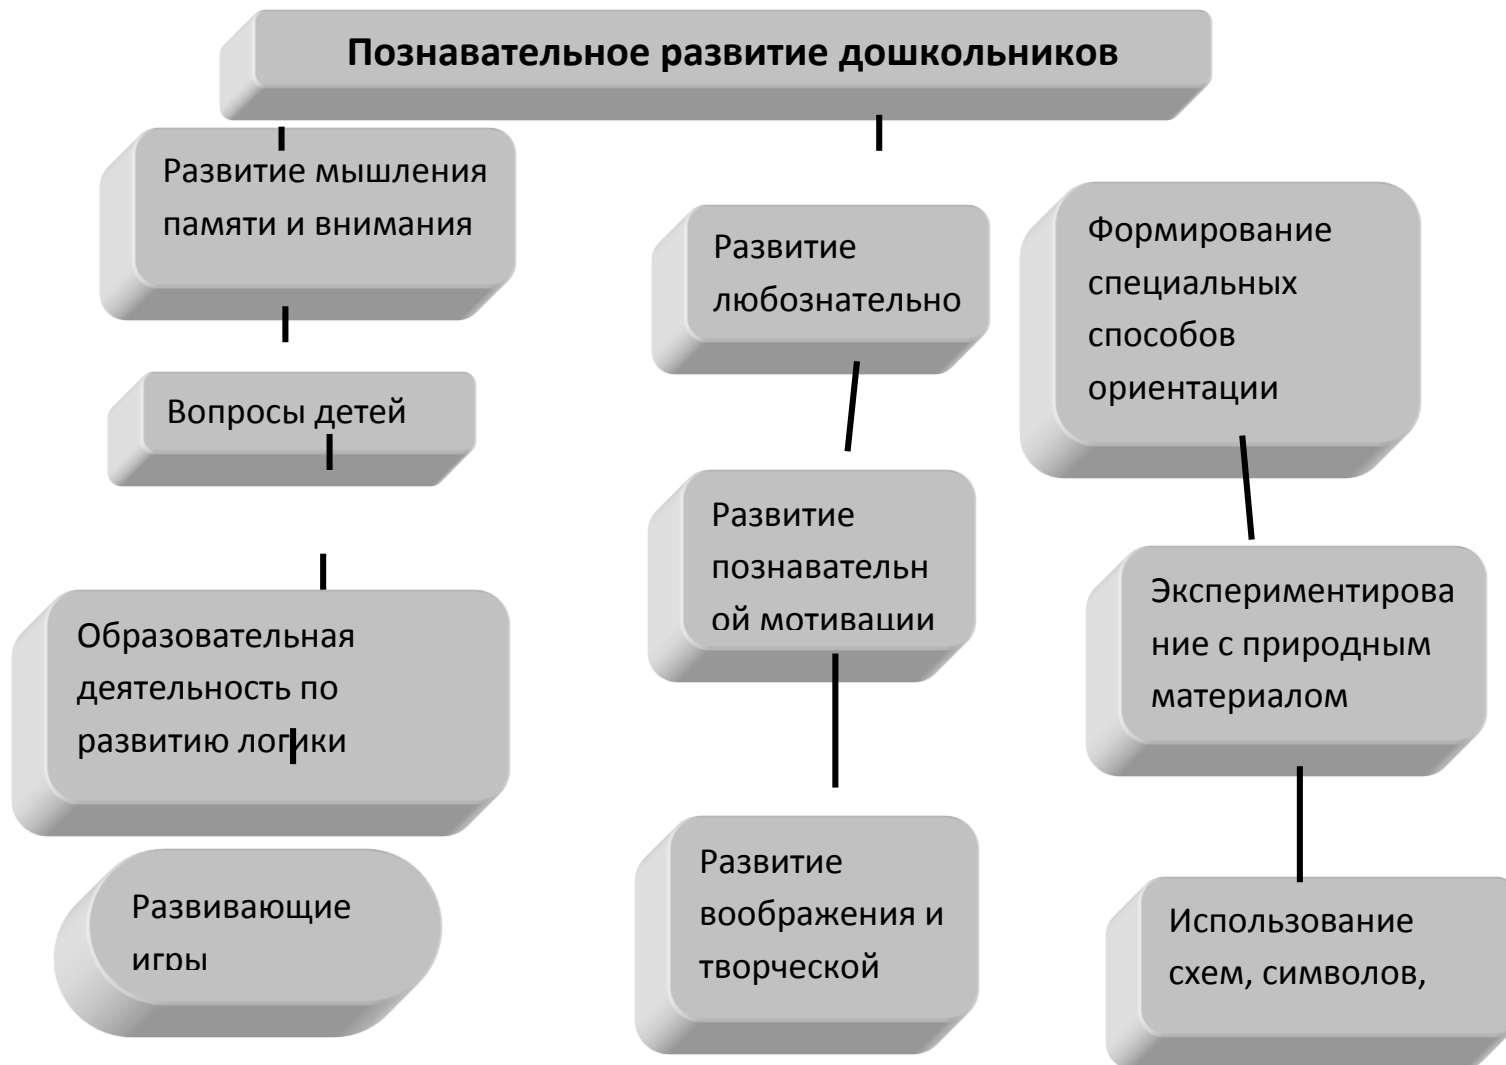 Познавательное развитие дошкольников
Развитие мышления
памяти и внимания
Вопросы детей
Образовательная
деятельность по
развитию логики
Развивающие
игры
Развитие
любознательно
Развитие
познавательн
ой мотивации
Развитие
воображения и
творческой
Формирование
специальных
способов
ориентации
Экспериментирова
ние с природным
материалом
Использование
схем, символов,